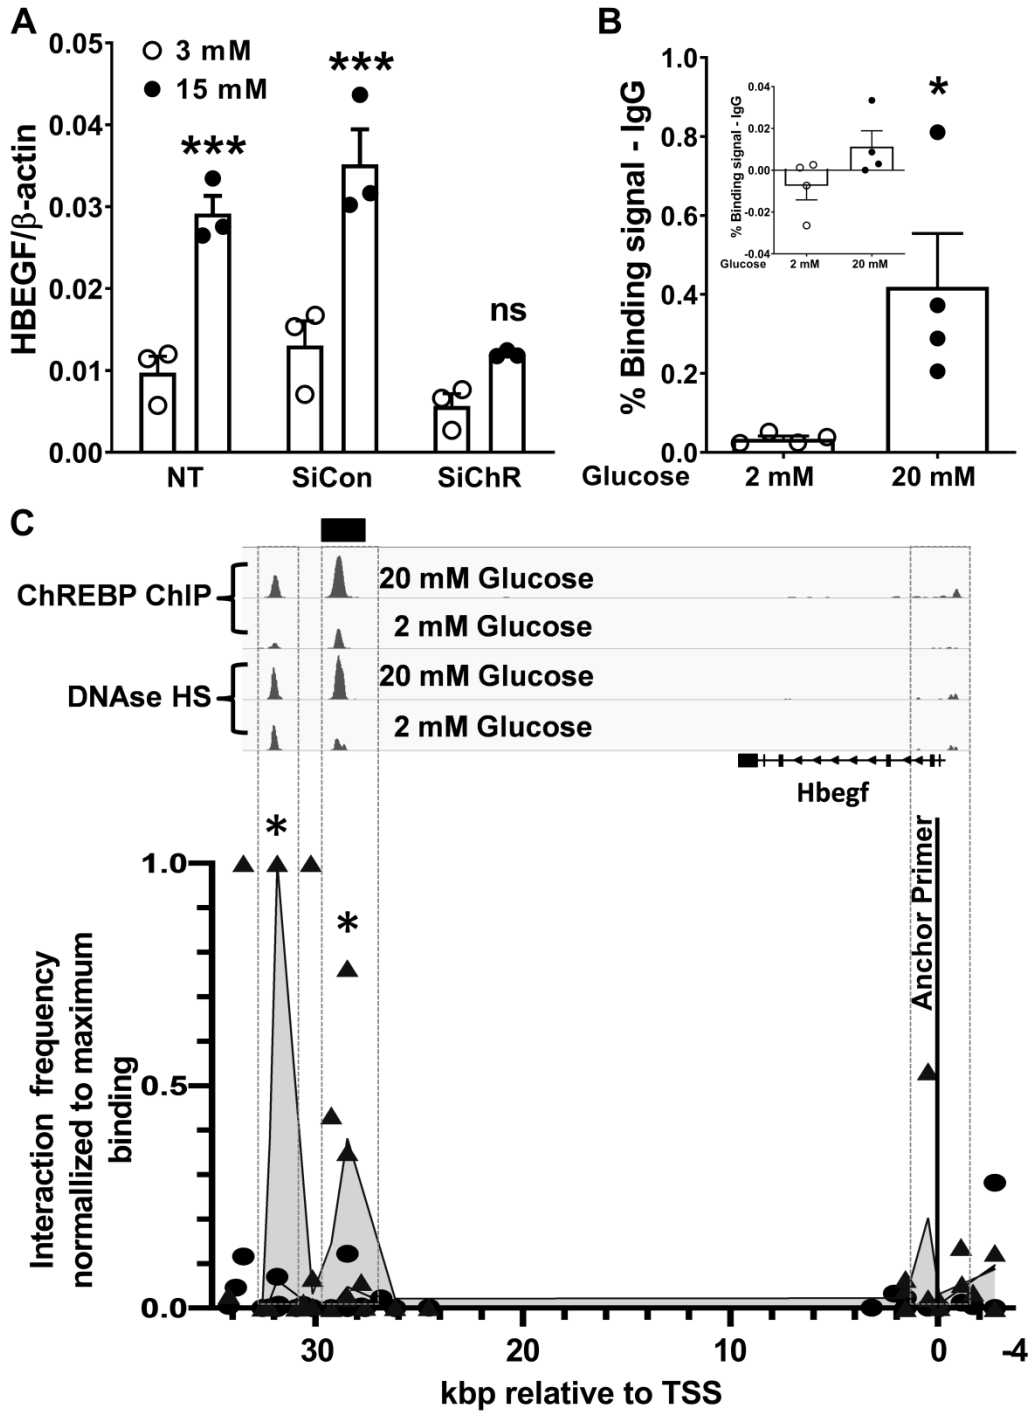 A
3 mM
15 mM
HBEGF/β-actin
0.05
0.04
0.03
0.02
0.01
0.00
***
***
ns
NT SiCon SiChR
B
% Binding signal - IgG
1.0
0.8
0.6
0.4
0.2
0.0
*
% Binding signal - IgG
0.04
0.02
0.00
-0.02
-0.04
Glucose 2 mM 20 mM
Glucose 2 mM 20 mM
C
ChREBP ChIP
20 mM Glucose
2 mM Glucose
DNAse HS
20 mM Glucose
2 mM Glucose
Hbegf
Anchor Primer
*
*
Interaction frequency
normallized to maximum
binding
1.0
0.5
0.0
30 20 10 0 -4
kbp relative to TSS